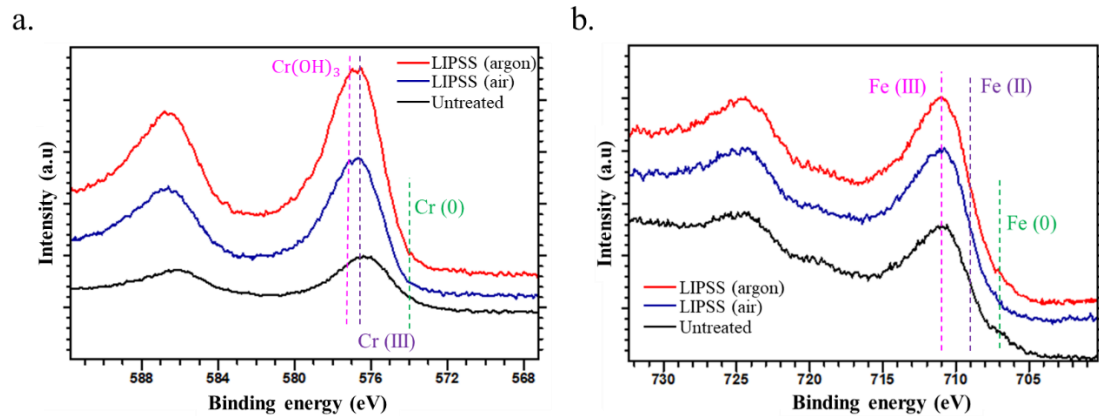 a.
Cr(OH)₃
LIPSS (argon)
LIPSS (air)
Untreated
Cr (0)
Cr (III)
Intensity (a.u)
588 584 580 576 572 568
Binding energy (eV)
b.
Fe (III)
Fe (II)
Fe (0)
LIPSS (argon)
LIPSS (air)
Untreated
Intensity (a.u)
730 725 720 715 710 705
Binding energy (eV)